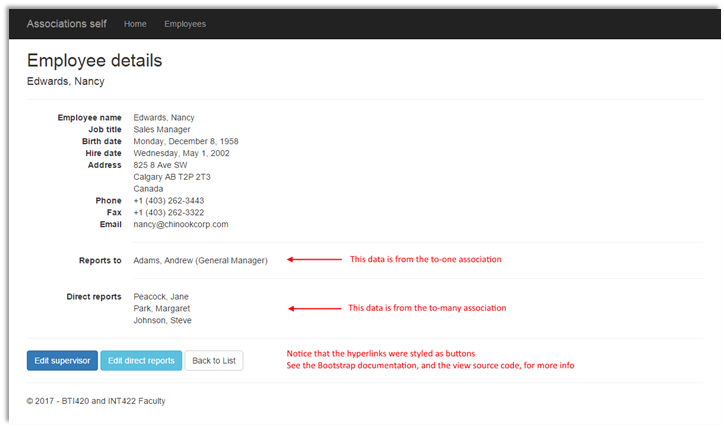 Associations self Home Employees
Employee details
Edwards, Nancy
Employee name Edwards, Nancy
Job title Sales Manager
Birth date Monday, December 8, 1958
Hire date Wednesday, May 1, 2002
Address 825 8 Ave SW
Calgary AB T2P 2T3
Canada
Phone +1 (403) 262-3443
Fax +1 (403) 262-3322
Email nancy@chinookcorp.com
Reports to Adams, Andrew (General Manager) This data is from the to-one association
Direct reports Peacock, Jane
Park, Margaret This data is from the to-many association
Johnson, Steve
Edit supervisor Edit direct reports Back to List
Notice that the hyperlinks were styled as buttons
See the Bootstrap documentation, and the view source code, for more info
© 2017 - BTI420 and INT422 Faculty